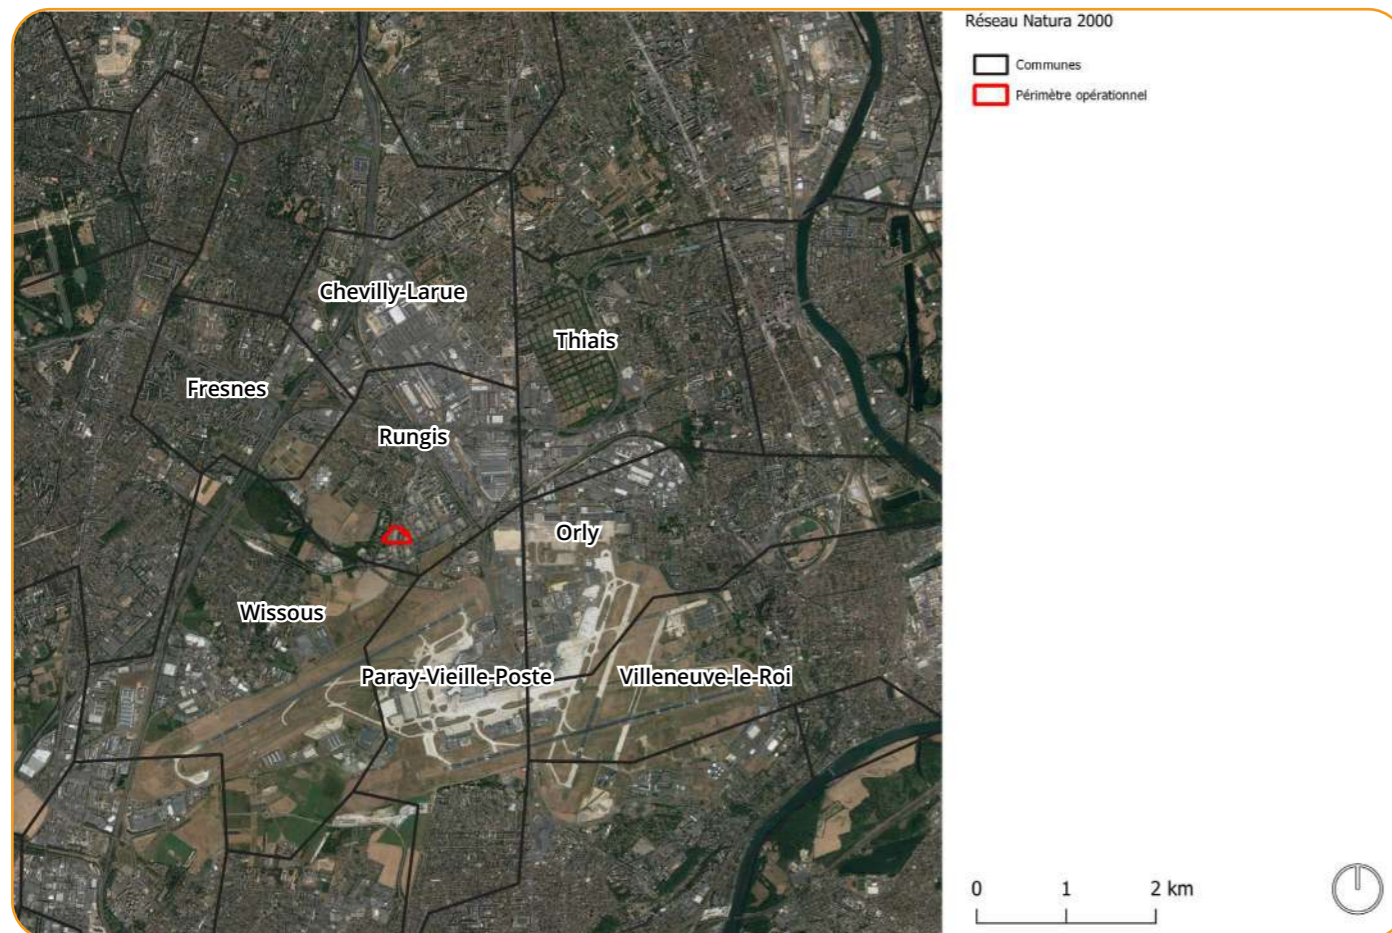 Réseau Natura 2000
Communes
Périmètre opérationnel
Chevilly-Larue
Thiais
Fresnes
Rungis
Orly
Wissous
Paray-Vieille-Poste
Villeneuve-le-Roi
0 1 2 km